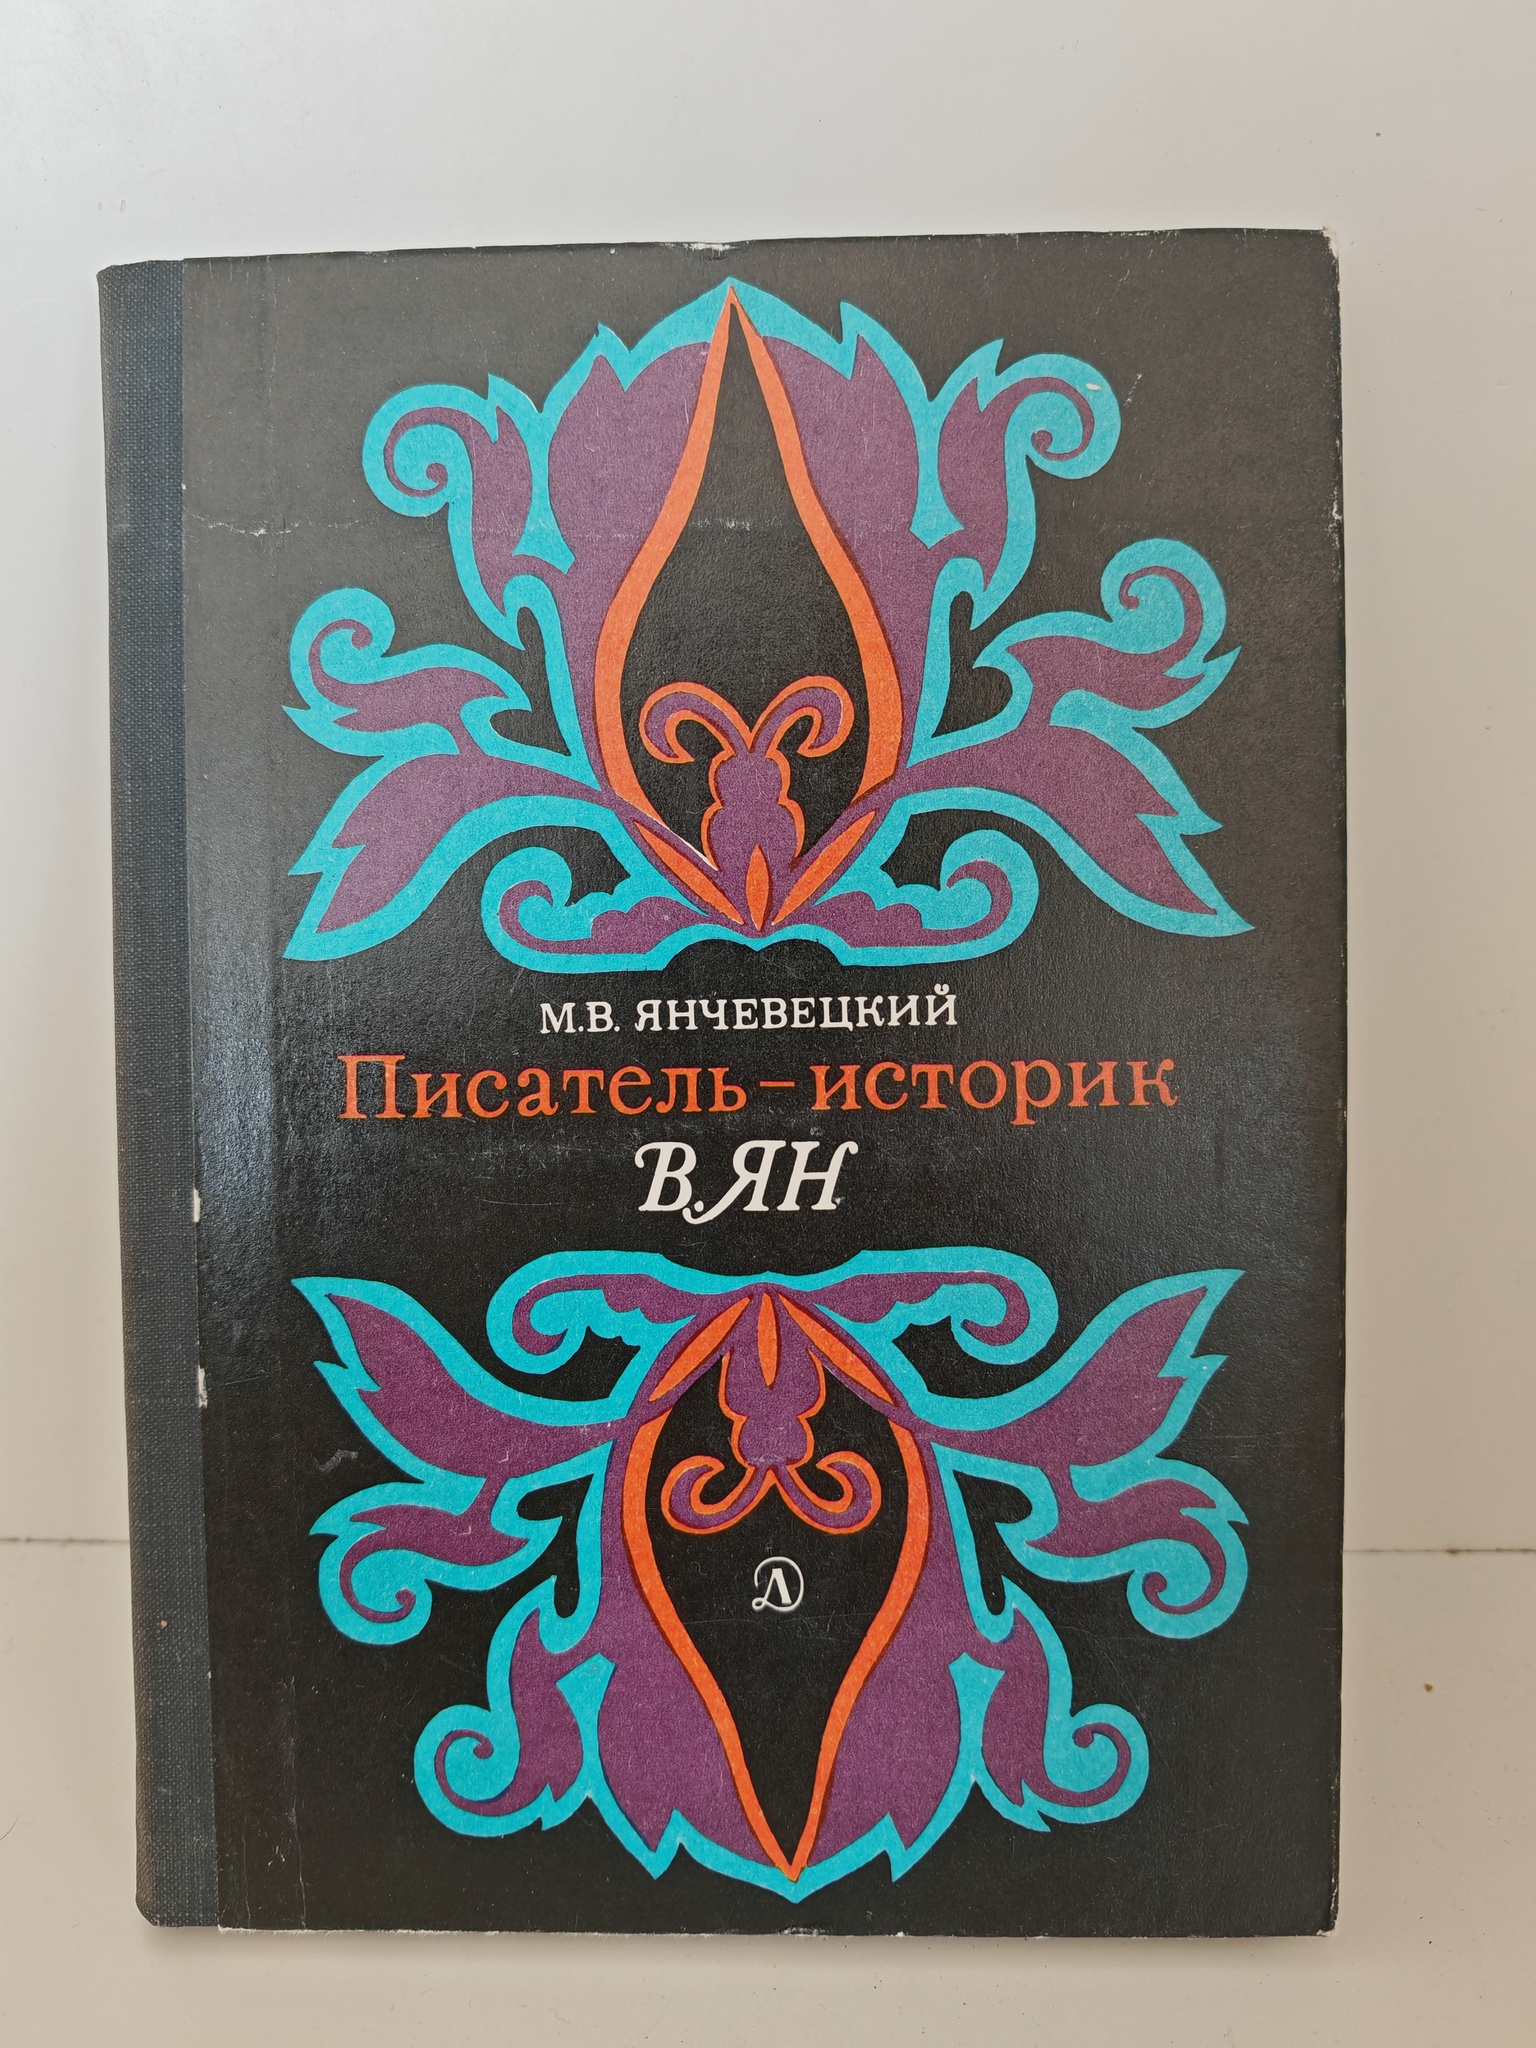 М.В. ЯНЧЕВЕЦКИЙ
Писатель – историк
В. ЯН
Д